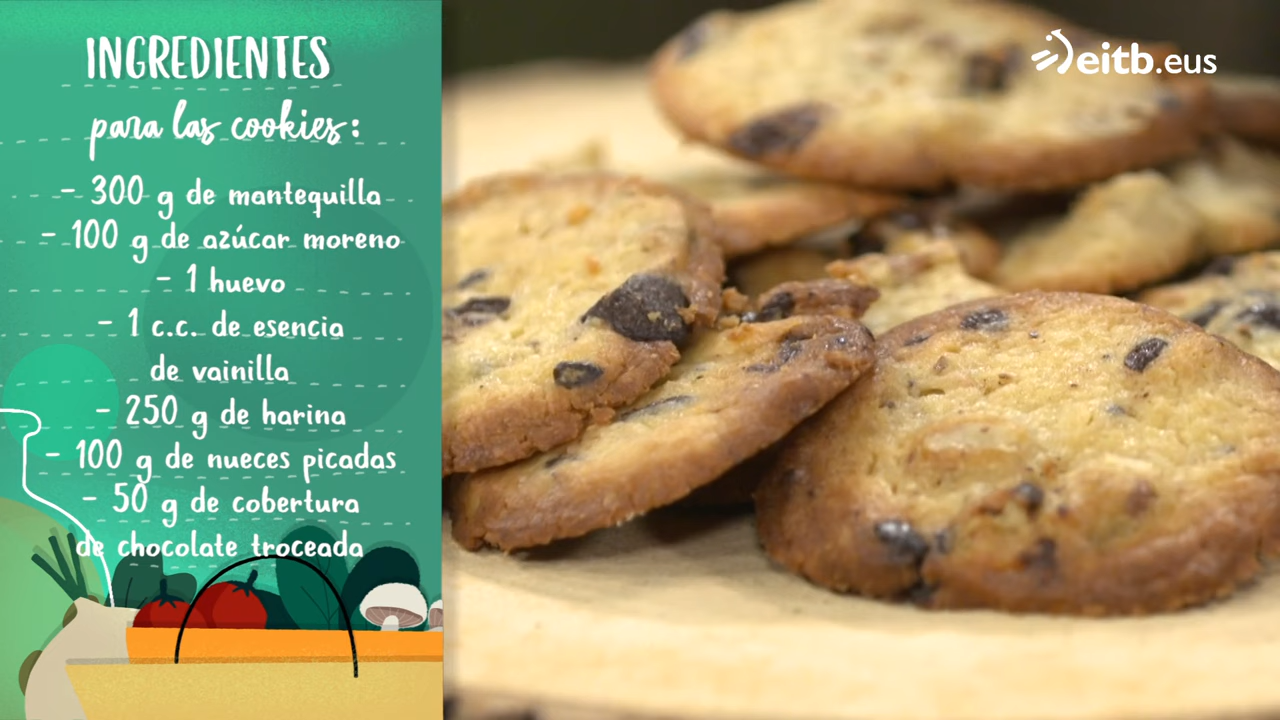 INGREDIENTES
para las cookies:
- 300 g de mantequilla
- 100 g de azúcar moreno
- 1 huevo
- 1 c.c. de esencia
de vainilla
- 250 g de harina
- 100 g de nueces picadas
- 50 g de cobertura
de chocolate troceada
eitb.eus